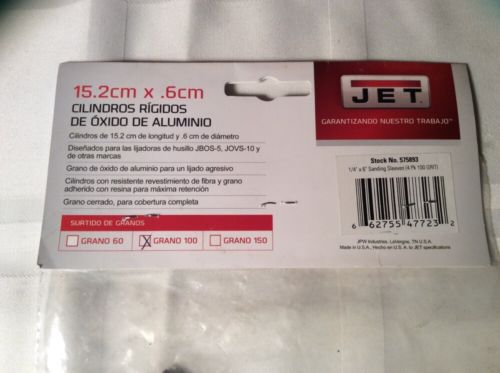 15.2cm x .6cm
CILINDROS RÍGIDOS
DE ÓXIDO DE ALUMINIO
Cilindros de 15.2 cm de longitud y .6 cm de diámetro
Diseñados para las lijadoras de husillo JBOS-5, JOVS-10 y
de otras marcas
Grano de óxido de aluminio para un lijado agresivo
Cilindros con resistente revestimiento de fibra y grano
adherido con resina para máxima retención
Grano cerrado, para cobertura completa
SURTIDO DE GRANOS
GRANO 60
GRANO 100
GRANO 150
JET
GARANTIZANDO NUESTRO TRABAJO™
Stock No. 575893
1/4" x 6" Sanding Sleeves (4 Pk 100 GRIT)
6 62755 47723 2
JPW Industries, LaVergne, TN U.S.A.
Made in U.S.A., Hecho en U.S.A. to JET specifications